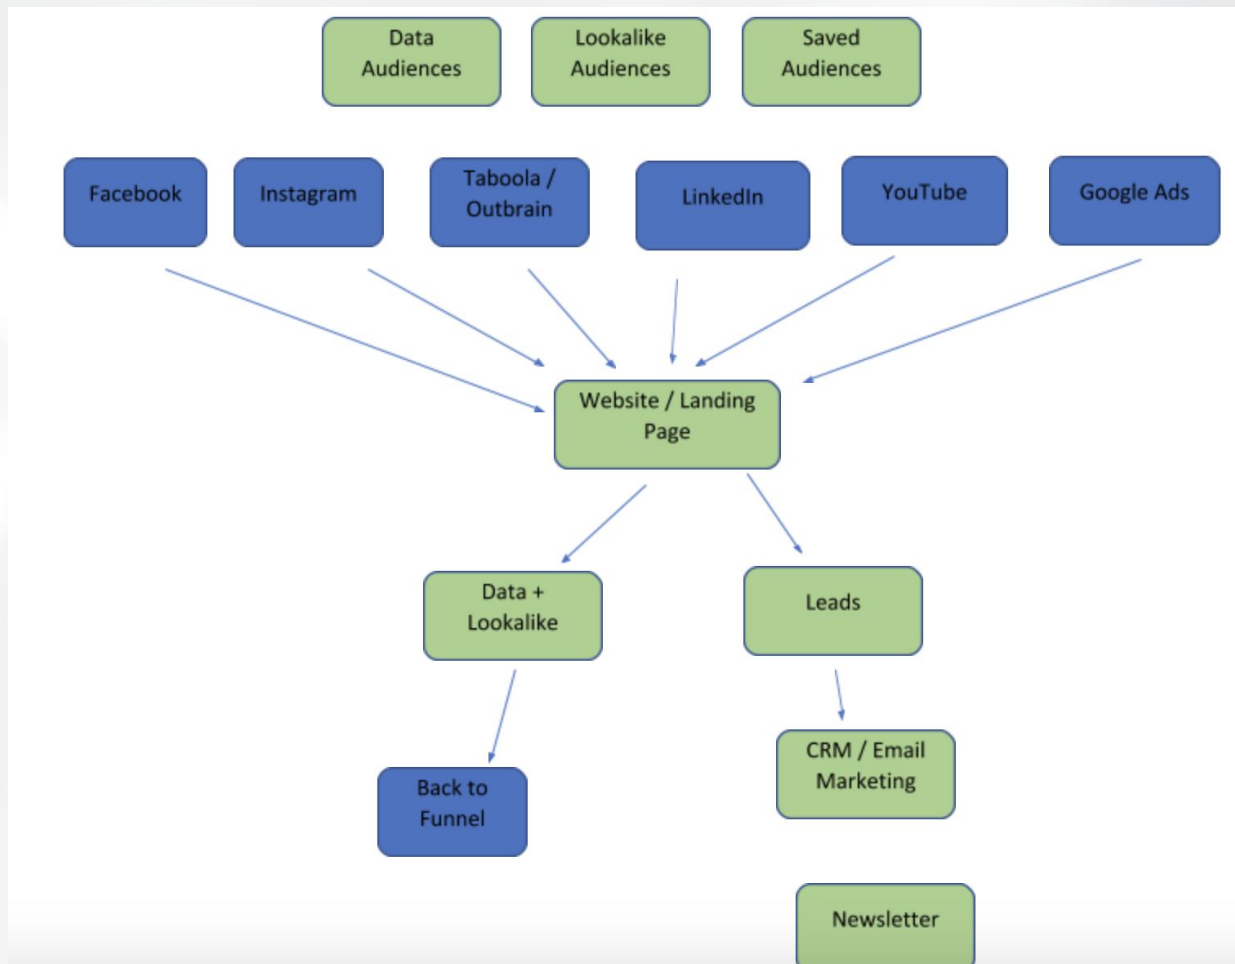 Data
Audiences
Lookalike
Audiences
Saved
Audiences
Facebook
Instagram
Taboola /
Outbrain
LinkedIn
YouTube
Google Ads
Website / Landing
Page
Data +
Lookalike
Leads
Back to
Funnel
CRM / Email
Marketing
Newsletter